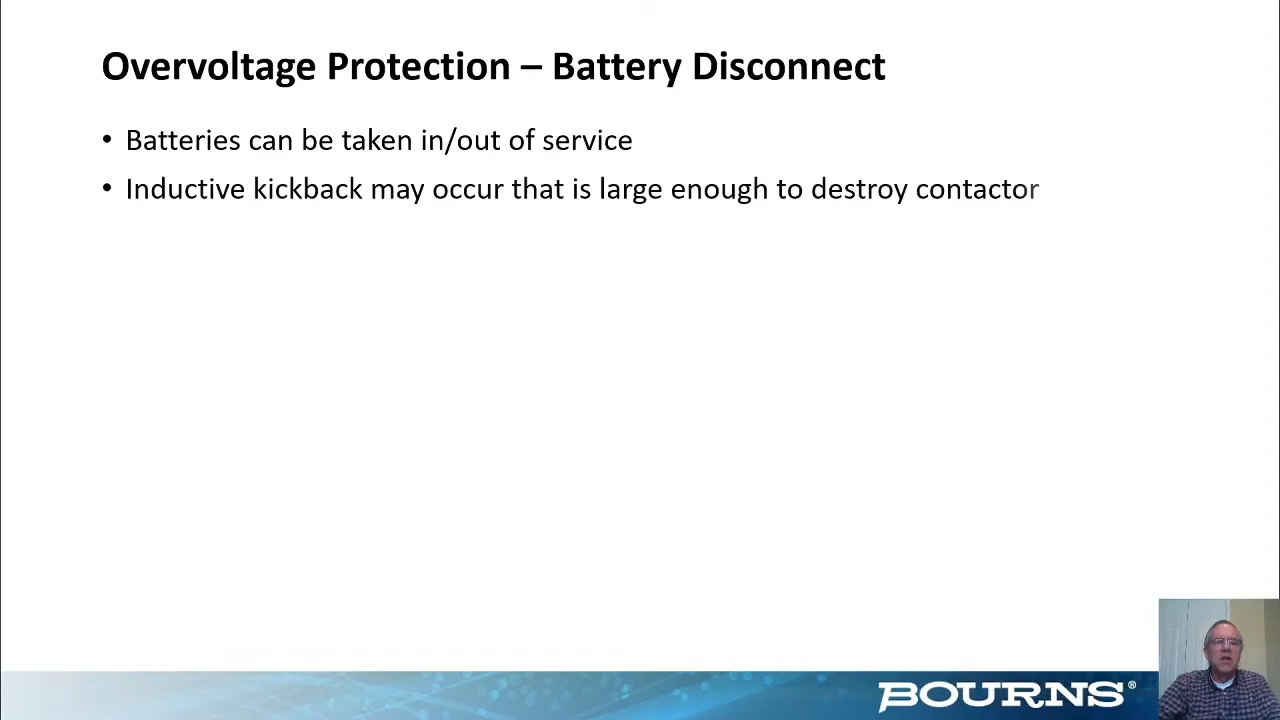 Overvoltage Protection – Battery Disconnect
• Batteries can be taken in/out of service
• Inductive kickback may occur that is large enough to destroy contactor
BOURNS®